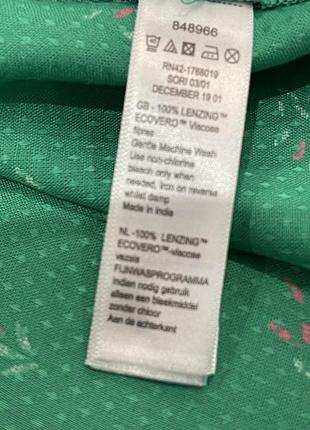 848966
RN42-1768019
SORI 03/01
DECEMBER 19 01
GB - 100% LENZING™
ECOVERO™ Viscose
fibres
Gentle Machine Wash
Use non-chlorine
bleach only when
needed, Iron on reverse
whilst damp
Made in India
NL -100% LENZING™
ECOVERO™-viscose
vezels
FIJNWASPROGRAMMA
Indien nodig gebruik
alleen een bleekmiddel
zonder chloor
Aan de achterkant